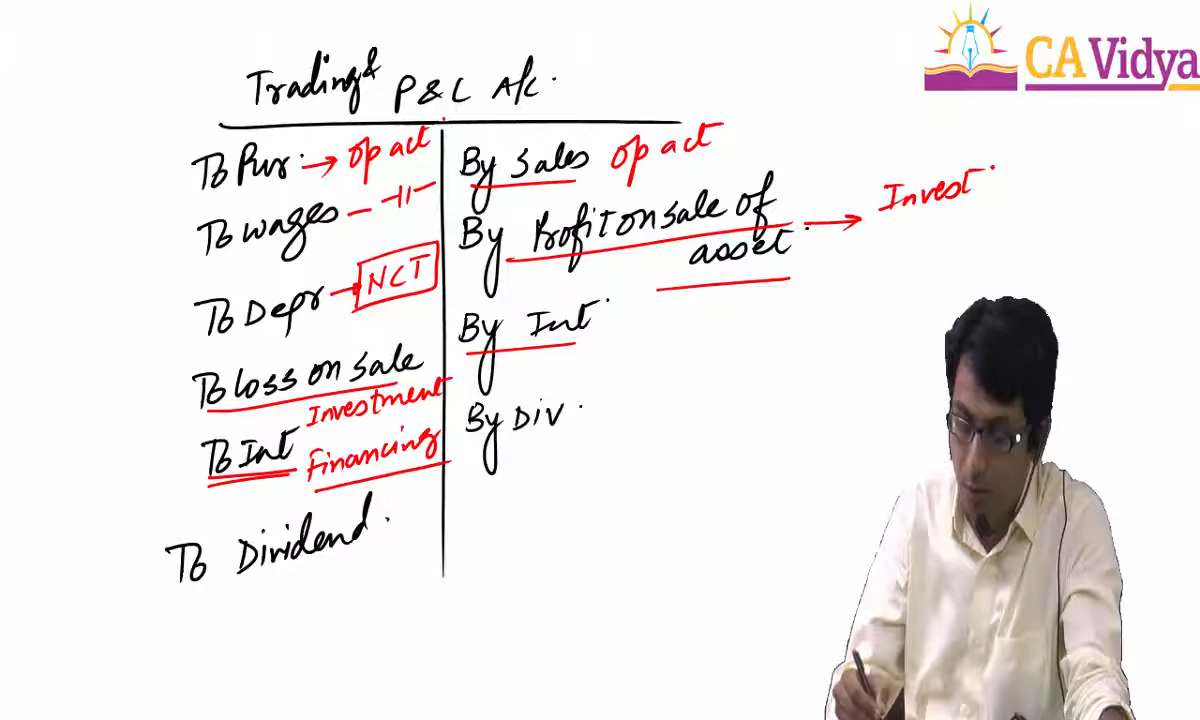 CA Vidya
Trading & P & L A/c.
To Pur. → op act
To wages — 〃 —
To Depr → NCT
To Loss on sale
Investment
To Int Financing
To Dividend.
By Sales op act
By Profit on sale of → Invest.
asset.
By Int.
By Div.